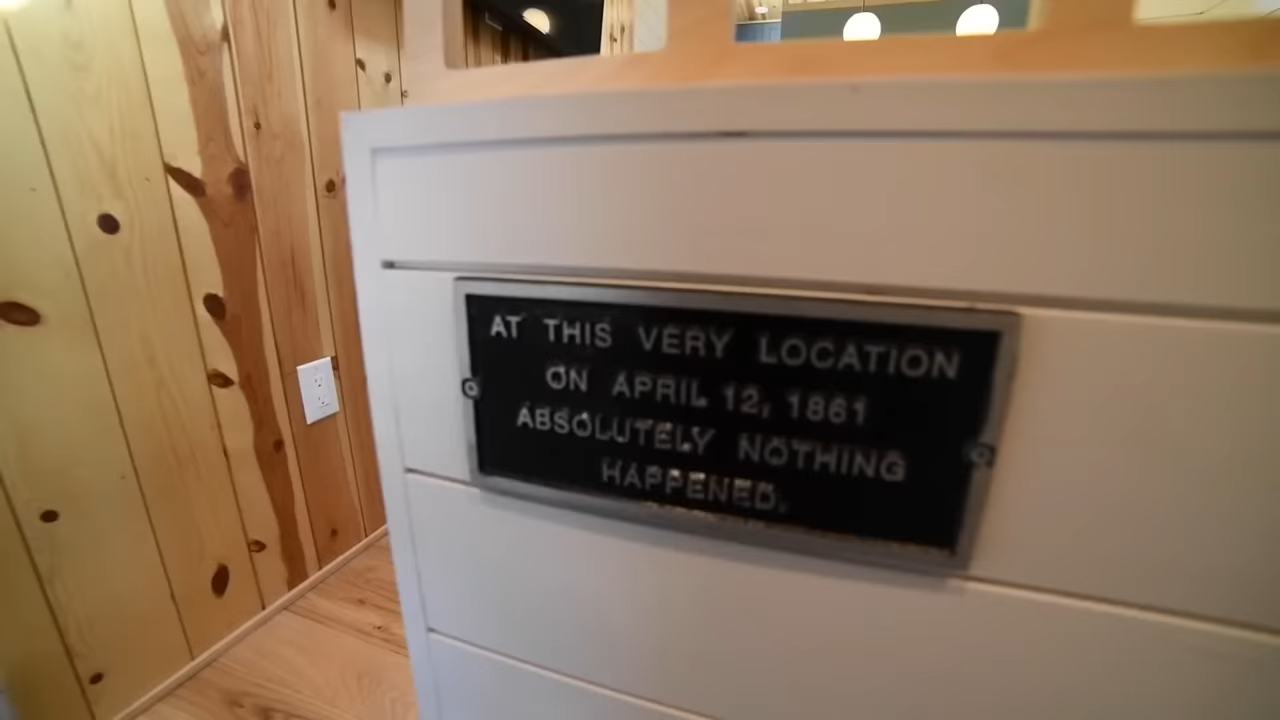 AT THIS VERY LOCATION
ON APRIL 12, 1861
ABSOLUTELY NOTHING
HAPPENED.